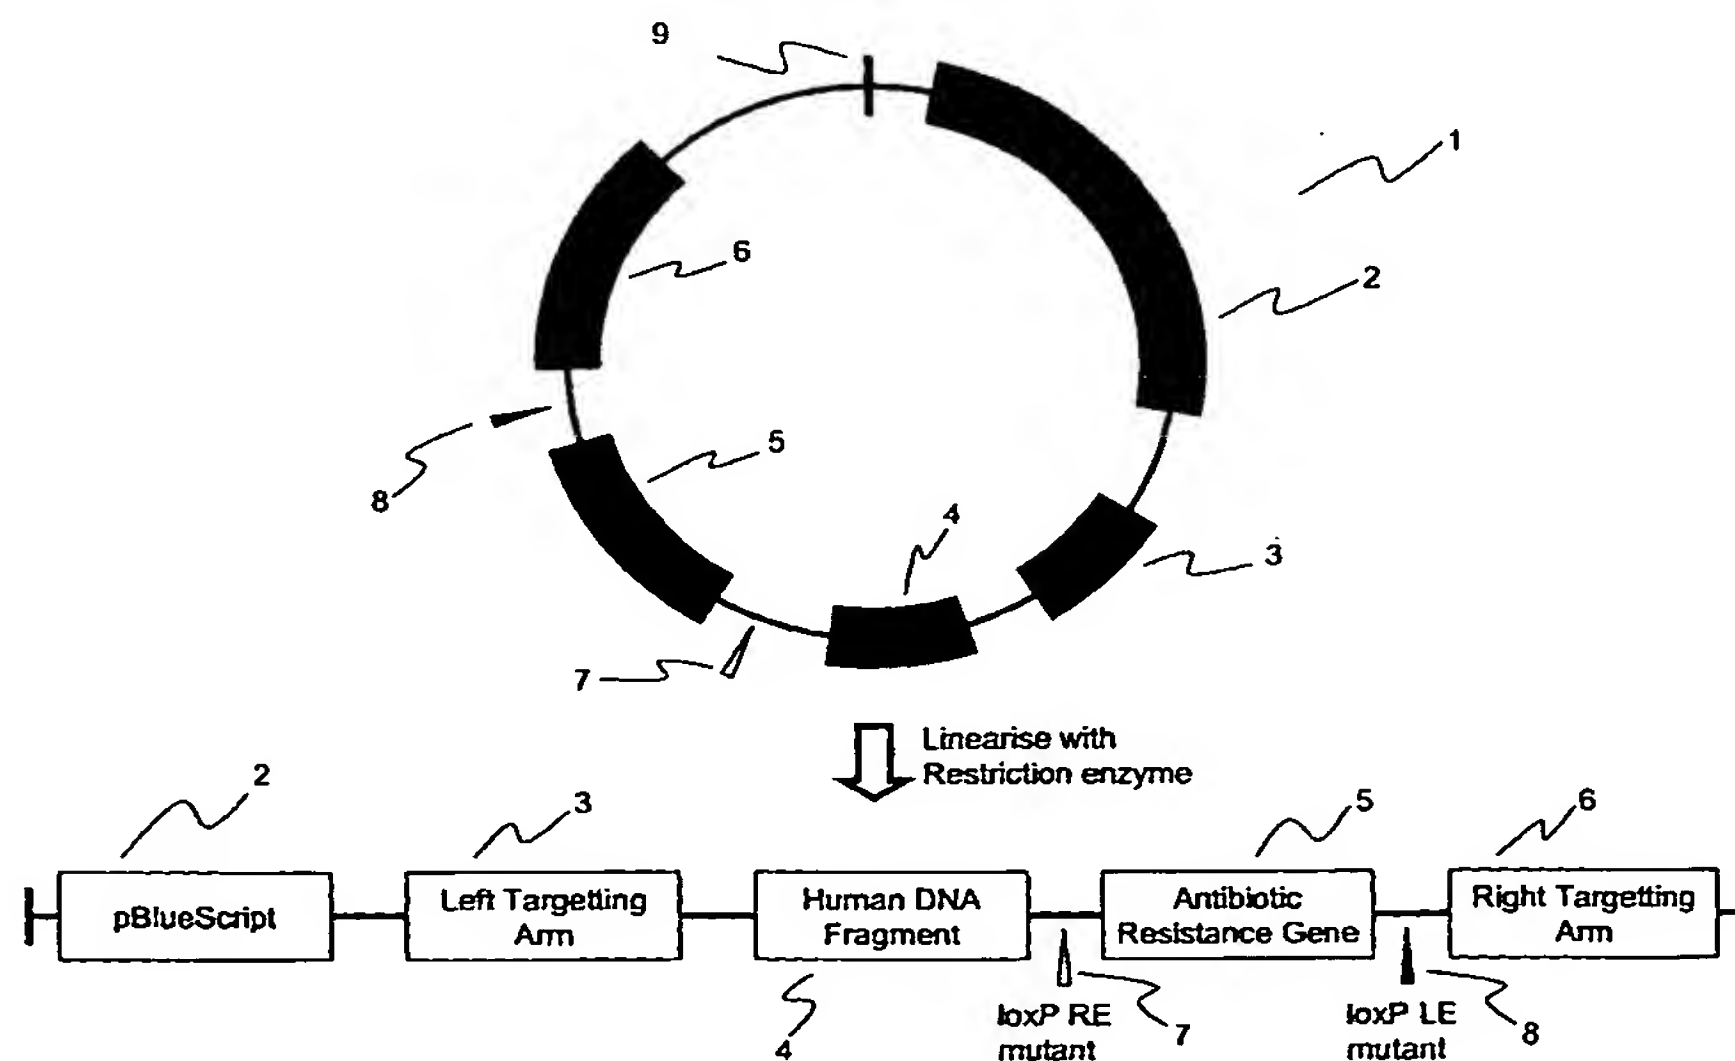 9
1
6
2
5
8
4
3
7
Linearise with
Restriction enzyme
2
3
5
6
pBlueScript
Left Targetting
Arm
Human DNA
Fragment
Antibiotic
Resistance Gene
Right Targetting
Arm
4
loxP RE
mutant
7
loxP LE
mutant
8